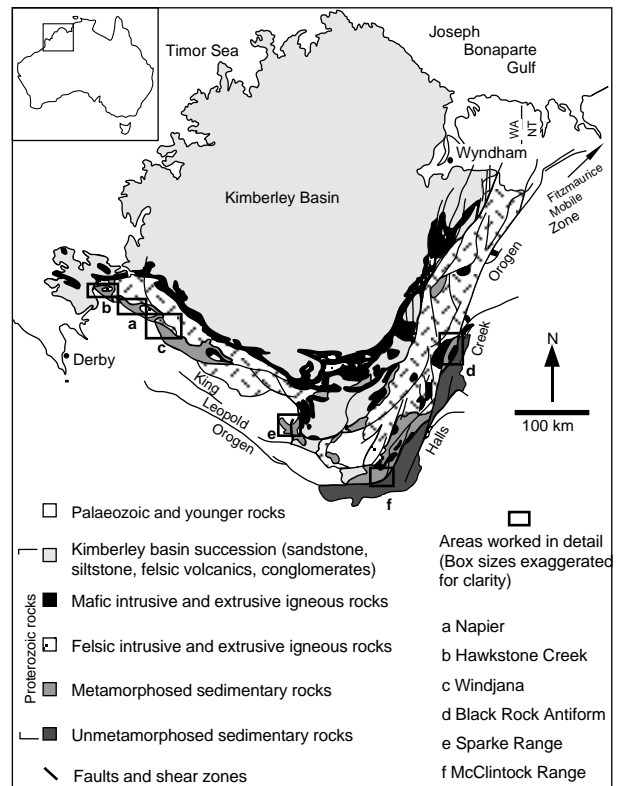 Timor Sea
Joseph
Bonaparte
Gulf
WA
NT
Wyndham
Fitzmaurice
Mobile
Zone
Kimberley Basin
Orogen
b
a
c
Derby
Creek
d
N
100 km
King
Leopold
Orogen
e
Halls
f
Palaeozoic and younger rocks
Kimberley basin succession (sandstone,
siltstone, felsic volcanics, conglomerates)
Mafic intrusive and extrusive igneous rocks
Felsic intrusive and extrusive igneous rocks
Metamorphosed sedimentary rocks
Unmetamorphosed sedimentary rocks
Faults and shear zones
Proterozoic rocks
Areas worked in detail
(Box sizes exaggerated
for clarity)
a Napier
b Hawkstone Creek
c Windjana
d Black Rock Antiform
e Sparke Range
f McClintock Range